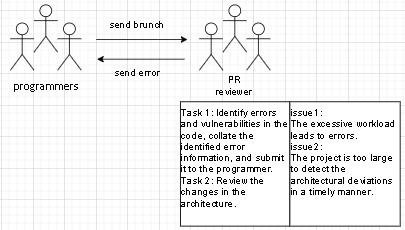 send brunch
send error
programmers
PR
reviewer
Task 1: Identify errors
and vulnerabilities in the
code, collate the
identified error
information, and submit
it to the programmer.
Task 2: Review the
changes in the
architecture.
issue1:
The excessive workload
leads to errors.
issue2:
The project is too large
to detect the
architectural deviations
in a timely manner.